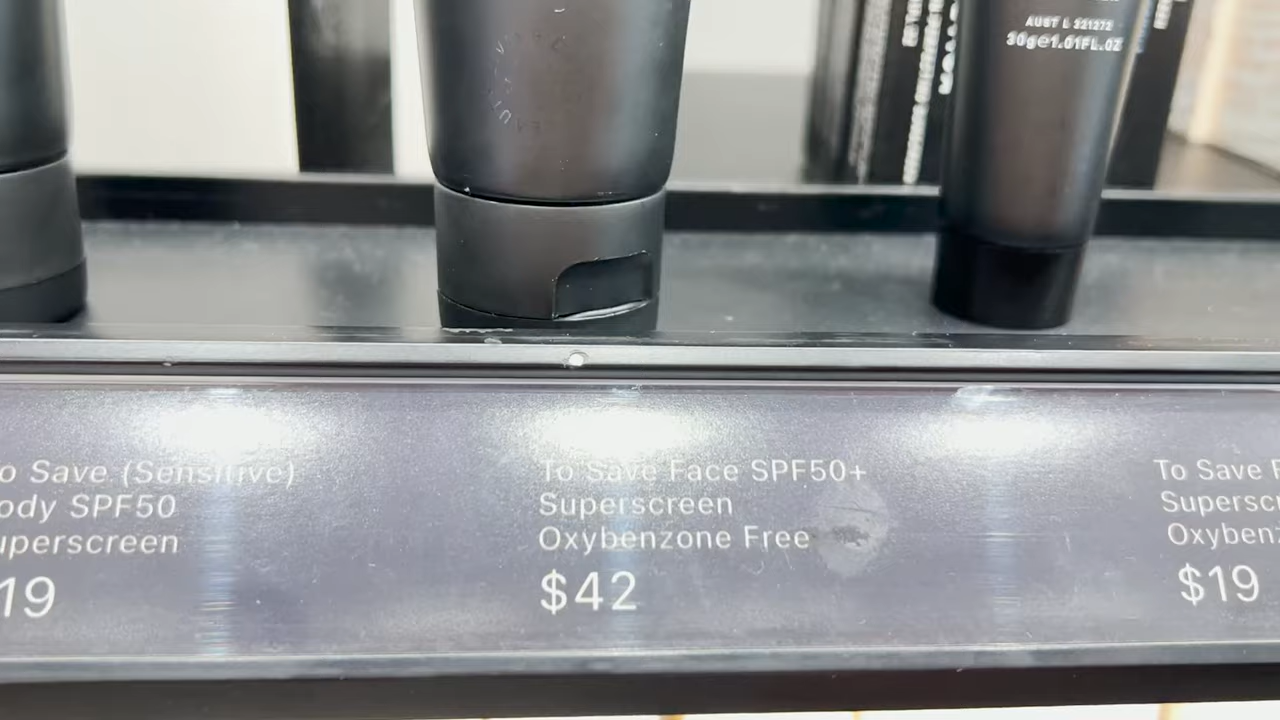 AUST L 321272
30g℮1.01FL.OZ
o Save (Sensitive)
ody SPF50
uperscreen
19
To Save Face SPF50+
Superscreen
Oxybenzone Free
$42
To Save F
Supersc
Oxybenz
$19